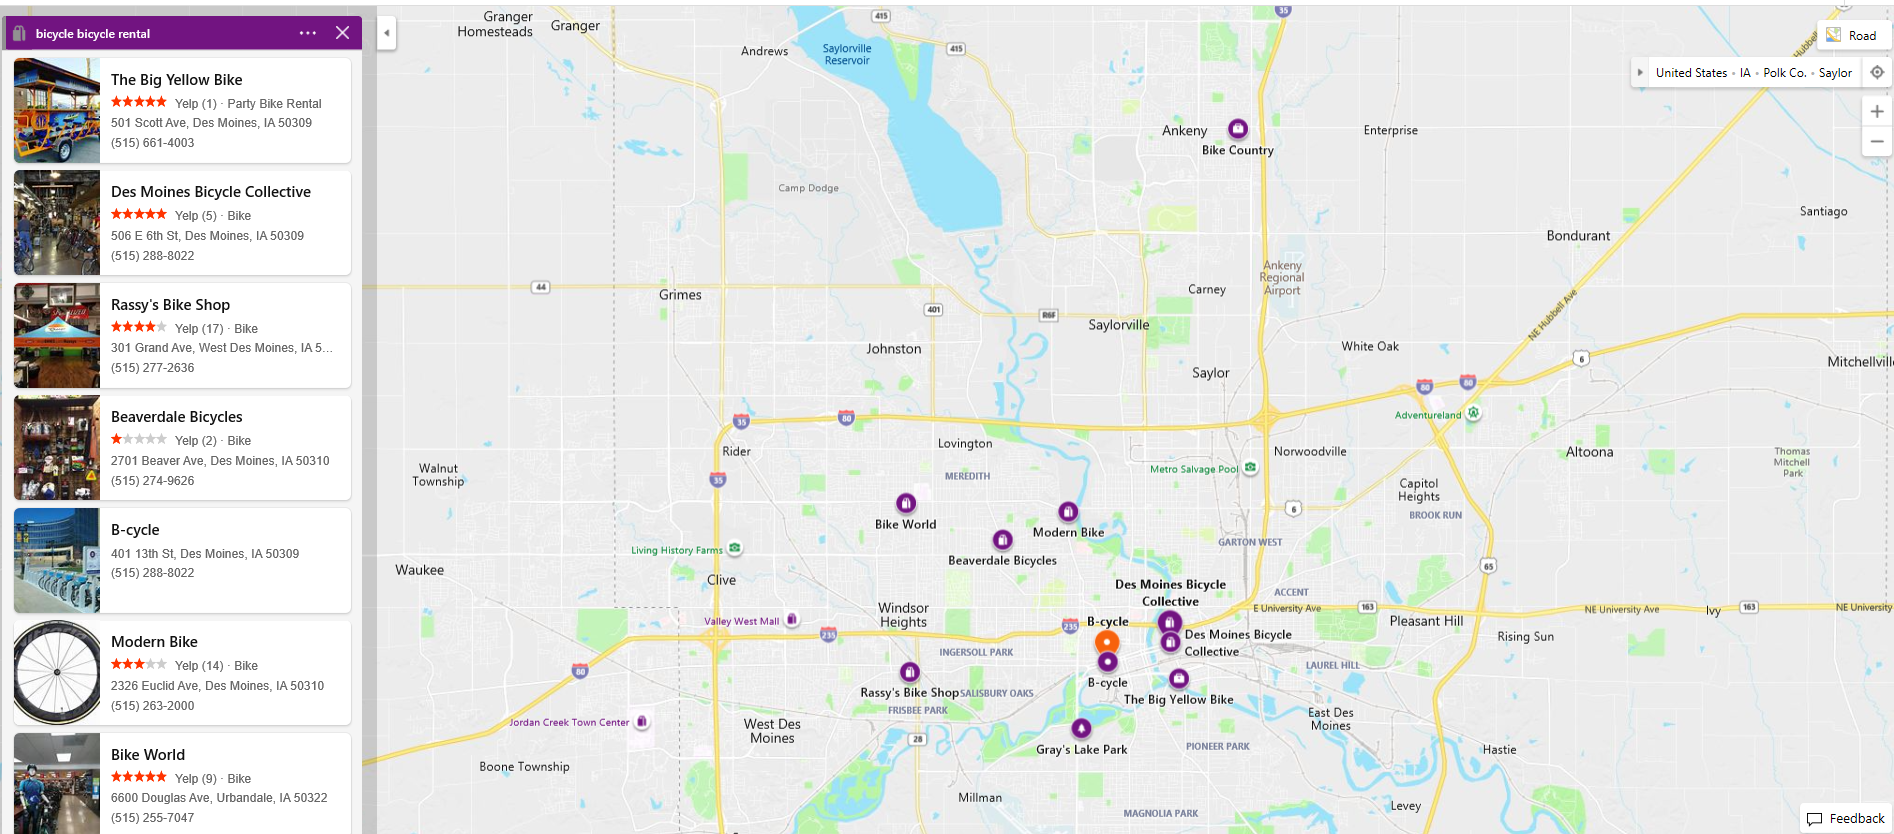 bicycle bicycle rental
The Big Yellow Bike
Yelp (1) · Party Bike Rental
501 Scott Ave, Des Moines, IA 50309
(515) 661-4003
Des Moines Bicycle Collective
Yelp (5) · Bike
506 E 6th St, Des Moines, IA 50309
(515) 288-8022
Rassy's Bike Shop
Yelp (17) · Bike
301 Grand Ave, West Des Moines, IA 5...
(515) 277-2636
Beaverdale Bicycles
Yelp (2) · Bike
2701 Beaver Ave, Des Moines, IA 50310
(515) 274-9626
B-cycle
401 13th St, Des Moines, IA 50309
(515) 288-8022
Modern Bike
Yelp (14) · Bike
2326 Euclid Ave, Des Moines, IA 50310
(515) 263-2000
Bike World
Yelp (9) · Bike
6600 Douglas Ave, Urbandale, IA 50322
(515) 255-7047
Granger
Homesteads
Granger
415
35
Andrews
Saylorville
Reservoir
415
Road
United States · IA · Polk Co. · Saylor
Ankeny
Bike Country
Enterprise
Camp Dodge
Santiago
Bondurant
Ankeny
Regional
Airport
44
Grimes
Carney
401
R6F
Saylorville
NE Hubbell Ave
Johnston
White Oak
6
Mitchellville
Saylor
80
80
Adventureland
35
80
Lovington
Rider
Norwoodville
Altoona
Walnut
Township
MEREDITH
Metro Salvage Pool
Thomas
Mitchell
Park
35
Capitol
Heights
BROOK RUN
6
Bike World
Modern Bike
GARTON WEST
Living History Farms
Beaverdale Bicycles
Waukee
Clive
65
Des Moines Bicycle
Collective
ACCENT
Windsor
Heights
E University Ave
163
NE University Ave
Ivy
163
NE University
Valley West Mall
235
235
B-cycle
Des Moines Bicycle
Collective
Pleasant Hill
Rising Sun
INGERSOLL PARK
80
LAUREL HILL
B-cycle
Rassy's Bike Shop
SALISBURY OAKS
The Big Yellow Bike
FRISBEE PARK
Jordan Creek Town Center
West Des
Moines
East Des
Moines
28
Gray's Lake Park
PIONEER PARK
Hastie
Boone Township
Millman
MAGNOLIA PARK
Levey
Feedback